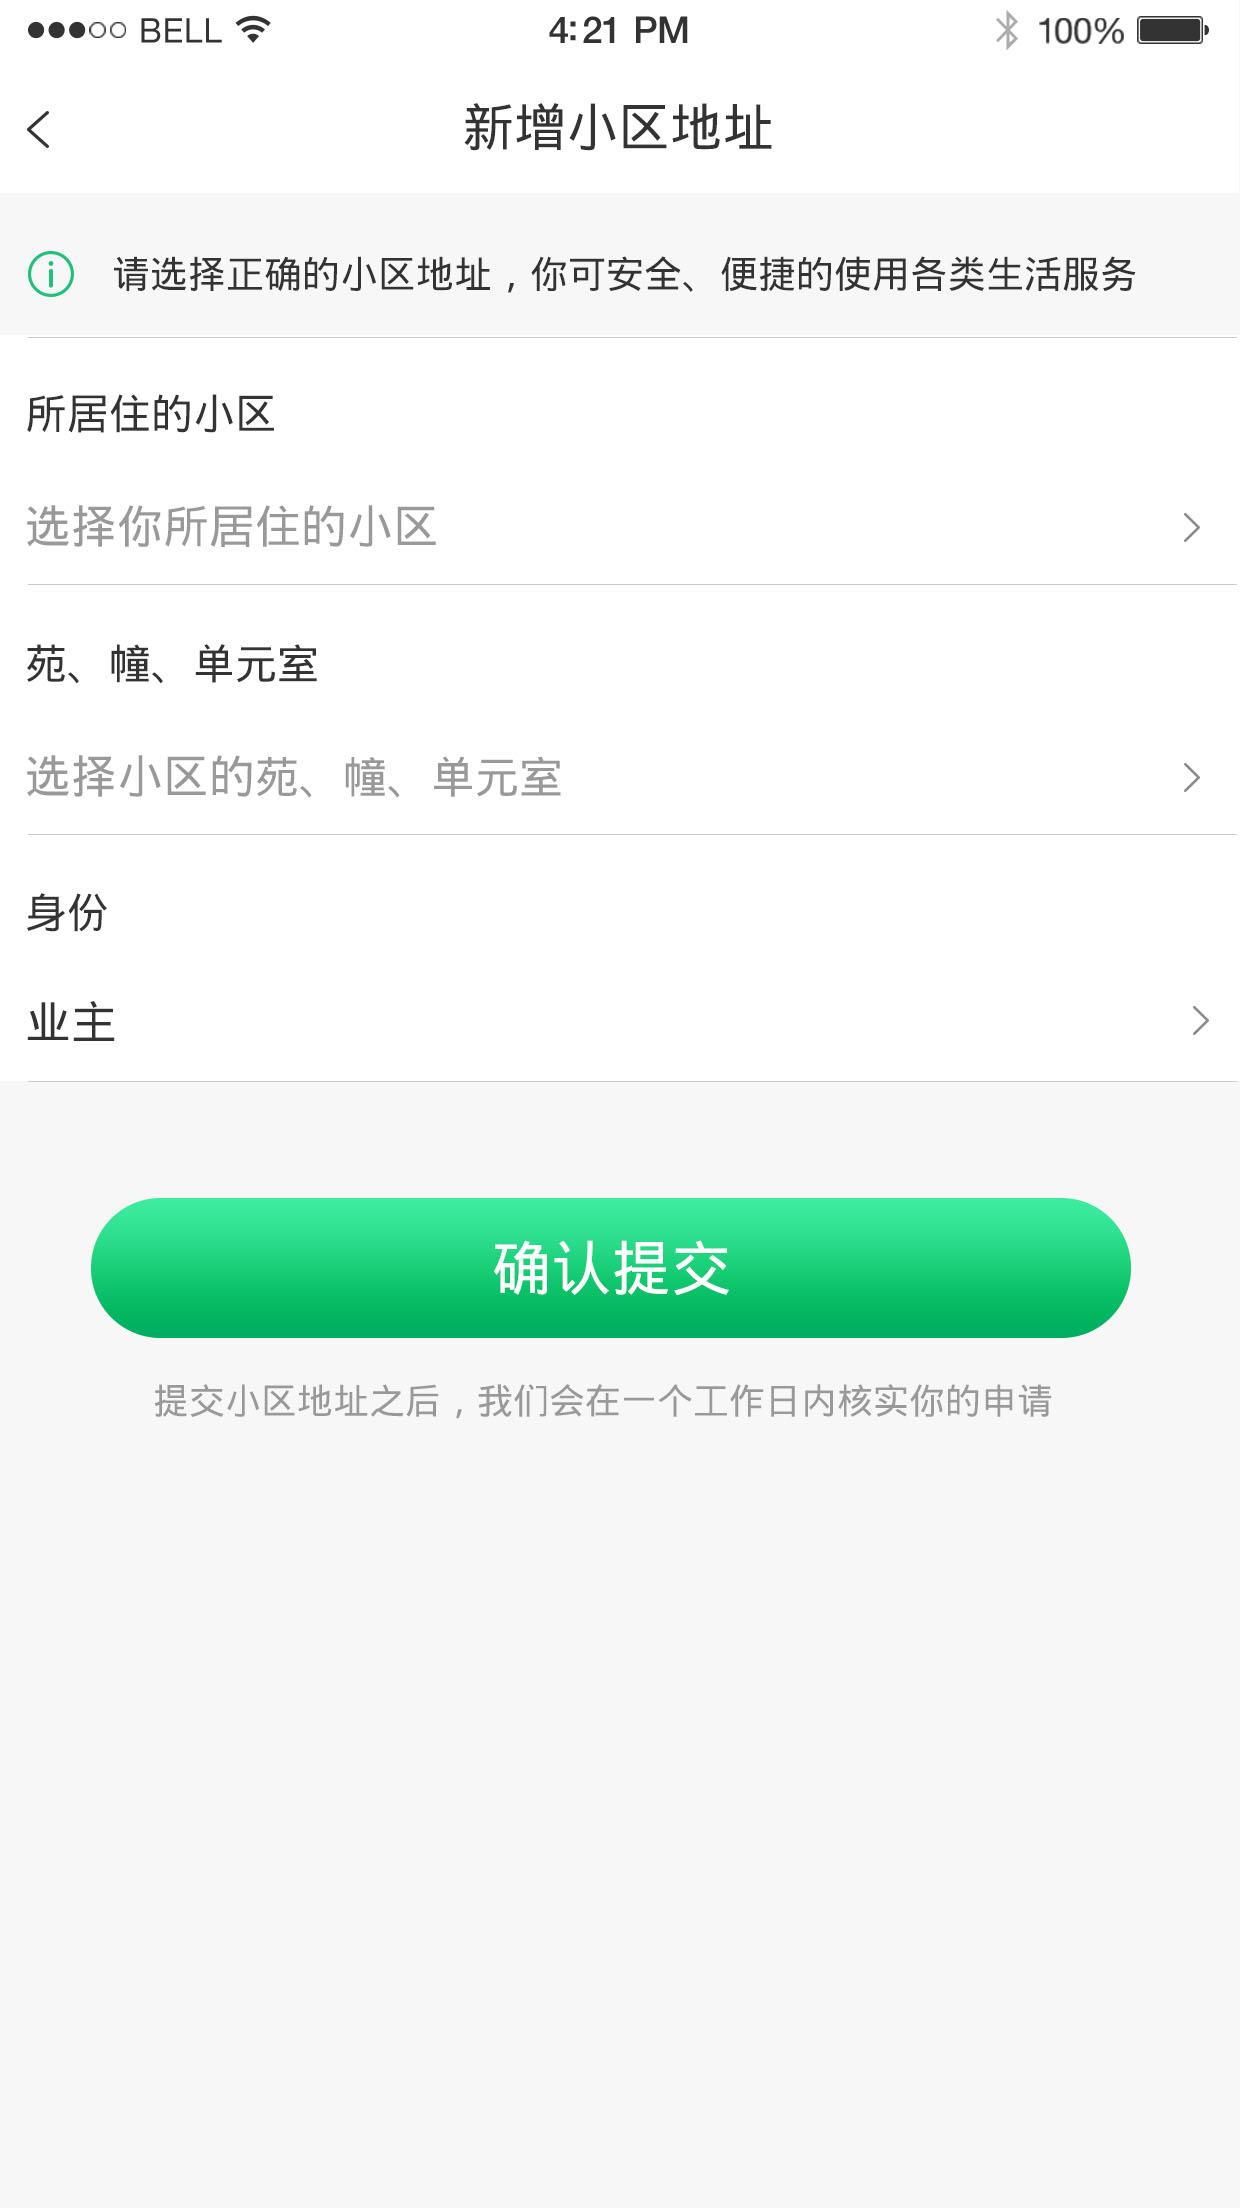 BELL 4:21 PM 100%
新增小区地址
请选择正确的小区地址，你可安全、便捷的使用各类生活服务
所居住的小区
选择你所居住的小区
苑、幢、单元室
选择小区的苑、幢、单元室
身份
业主
确认提交
提交小区地址之后，我们会在一个工作日内核实你的申请